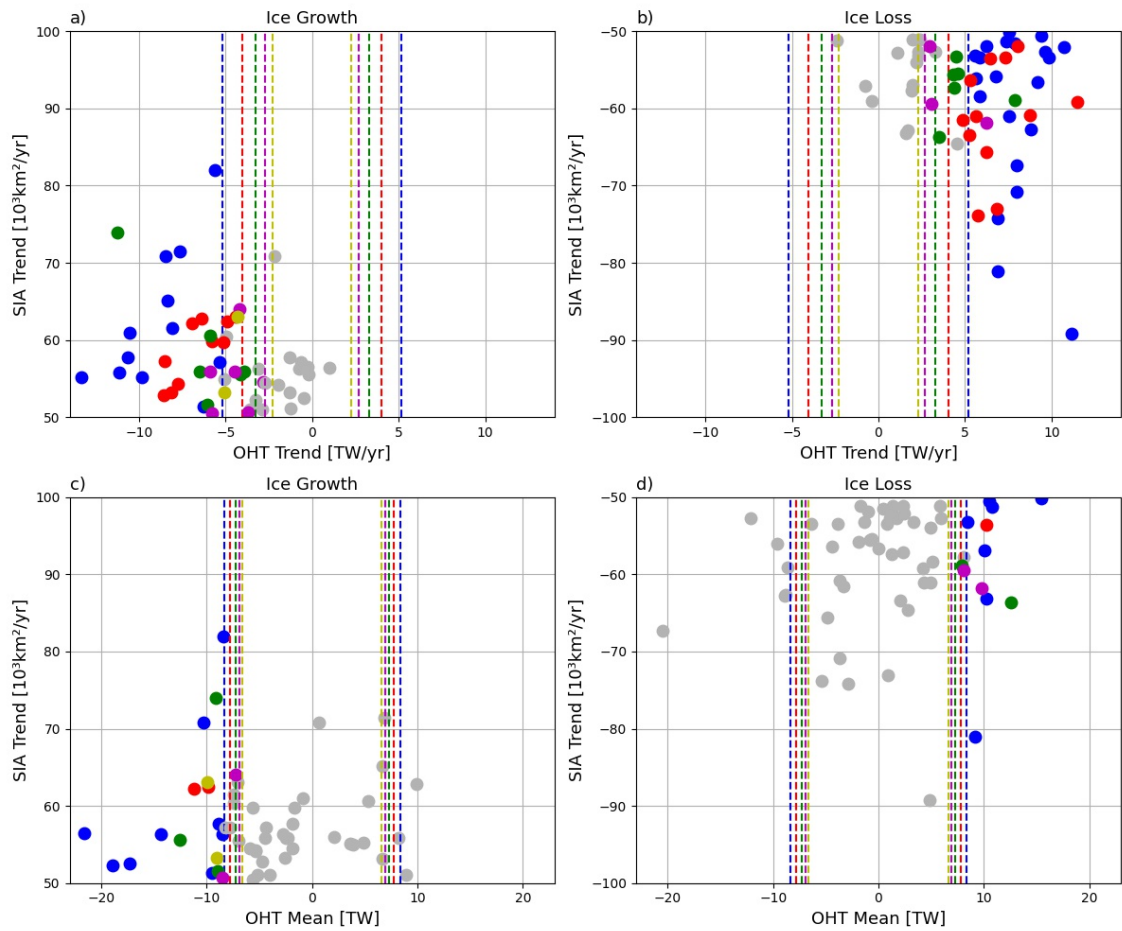 a) Ice Growth
100
90
80
70
60
50
SIA Trend [10³km²/yr]
−10 −5 0 5 10
OHT Trend [TW/yr]
b) Ice Loss
−50
−60
−70
−80
−90
−100
SIA Trend [10³km²/yr]
−10 −5 0 5 10
OHT Trend [TW/yr]
c) Ice Growth
100
90
80
70
60
50
SIA Trend [10³km²/yr]
−20 −10 0 10 20
OHT Mean [TW]
d) Ice Loss
−50
−60
−70
−80
−90
−100
SIA Trend [10³km²/yr]
−20 −10 0 10 20
OHT Mean [TW]